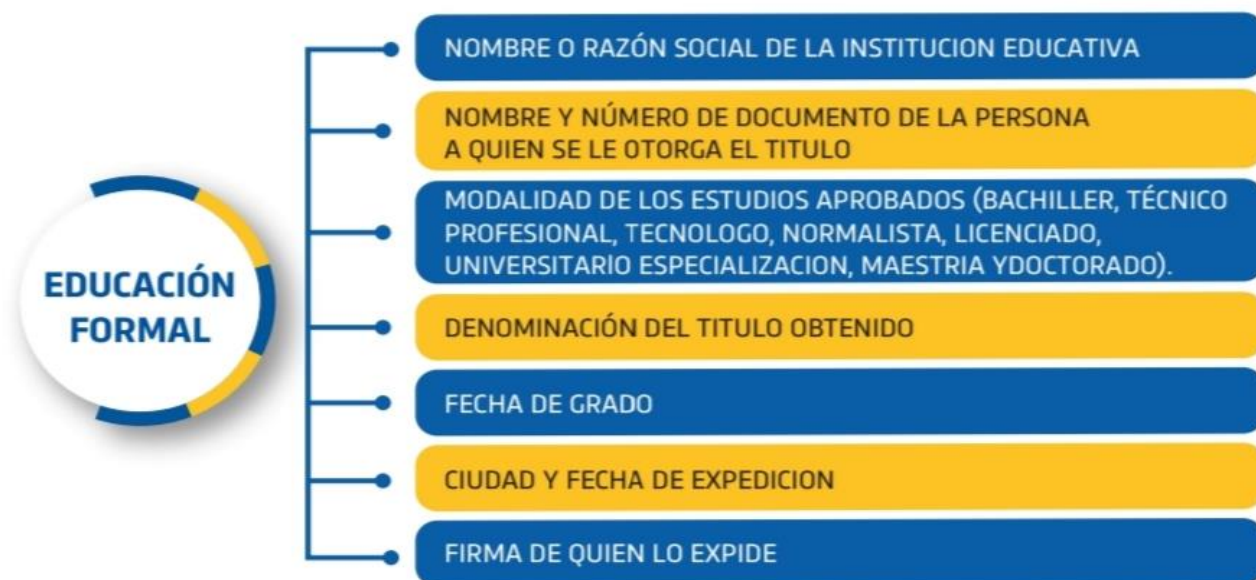 EDUCACIÓN
FORMAL
NOMBRE O RAZÓN SOCIAL DE LA INSTITUCION EDUCATIVA
NOMBRE Y NÚMERO DE DOCUMENTO DE LA PERSONA
A QUIEN SE LE OTORGA EL TITULO
MODALIDAD DE LOS ESTUDIOS APROBADOS (BACHILLER, TÉCNICO
PROFESIONAL, TECNOLOGO, NORMALISTA, LICENCIADO,
UNIVERSITARIO ESPECIALIZACION, MAESTRIA YDOCTORADO).
DENOMINACIÓN DEL TITULO OBTENIDO
FECHA DE GRADO
CIUDAD Y FECHA DE EXPEDICION
FIRMA DE QUIEN LO EXPIDE